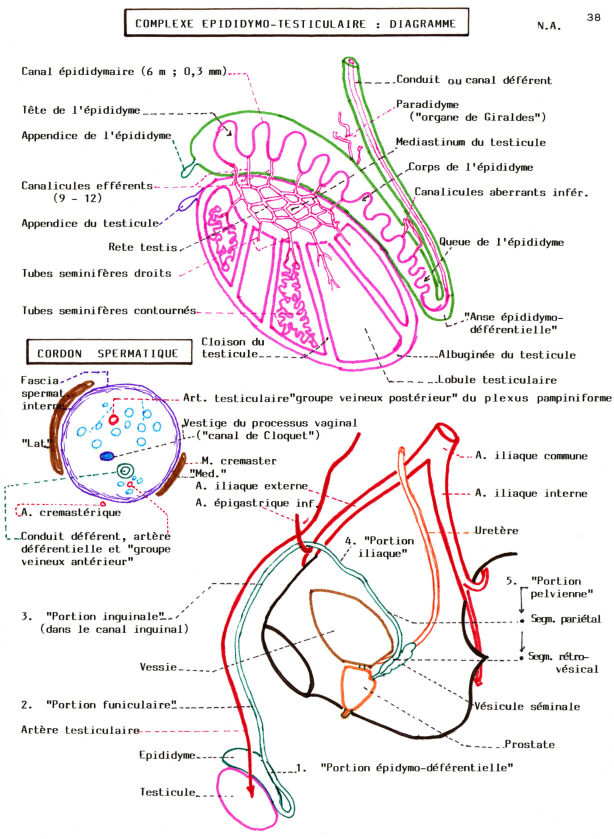 COMPLEXE EPIDIDYMO-TESTICULAIRE : DIAGRAMME
N.A.
38
Canal épididymaire (6 m ; 0,3 mm)
Conduit ou canal déférent
Tête de l'épididyme
Paradidyme
("organe de Giraldes")
Appendice de l'épididyme
Mediastinum du testicule
Corps de l'épididyme
Canalicules efférents
(9 - 12)
Canalicules aberrants infér.
Appendice du testicule
Rete testis
Queue de l'épididyme
Tubes seminifères droits
Tubes seminifères contournés
"Anse épididymo-
déférentielle"
Cloison du
testicule
Albuginée du testicule
Lobule testiculaire
CORDON SPERMATIQUE
Fascia
spermat.
interne
Art. testiculaire"groupe veineux postérieur" du plexus pampiniforme
Vestige du processus vaginal
("canal de Cloquet")
"Lat"
M. cremaster
"Med."
A. iliaque commune
A. iliaque externe
A. iliaque interne
A. épigastrique inf.
A. cremastérique
Uretère
Conduit déférent, artère
déférentielle et "groupe
veineux antérieur"
4. "Portion
iliaque"
5. "Portion
pelvienne"
3. "Portion inguinale"
(dans le canal inguinal)
Segm. pariétal
Segm. rétro-
vésical
Vessie
2. "Portion funiculaire"
Vésicule séminale
Artère testiculaire
Prostate
Epididyme
1. "Portion épidymo-déférentielle"
Testicule